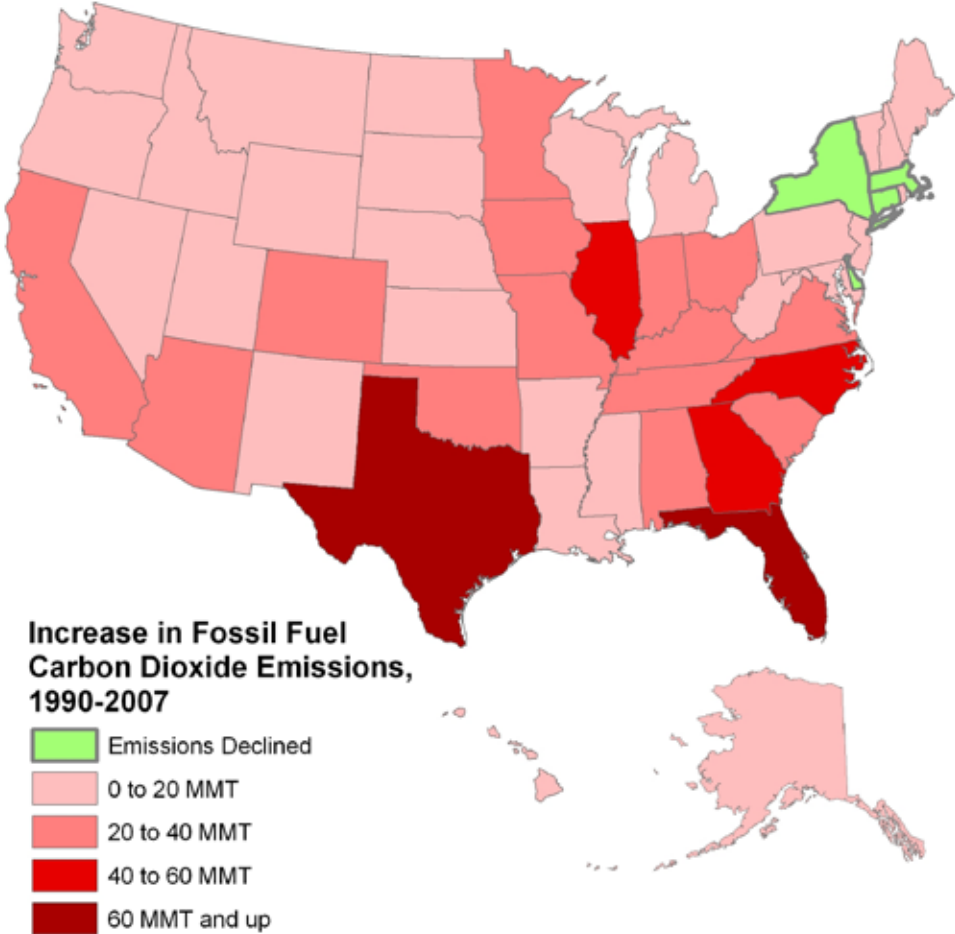 Increase in Fossil Fuel
Carbon Dioxide Emissions,
1990-2007
Emissions Declined
0 to 20 MMT
20 to 40 MMT
40 to 60 MMT
60 MMT and up